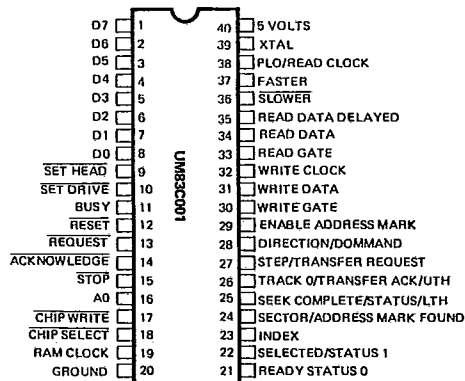 D7 1 40 5 VOLTS
D6 2 39 XTAL
D5 3 38 PLO/READ CLOCK
D4 4 37 FASTER
D3 5 36 SLOWER
D2 6 35 READ DATA DELAYED
D1 7 34 READ DATA
D0 8 33 READ GATE
SET HEAD 9 32 WRITE CLOCK
SET DRIVE 10 31 WRITE DATA
BUSY 11 30 WRITE GATE
RESET 12 29 ENABLE ADDRESS MARK
REQUEST 13 28 DIRECTION/DOMMAND
ACKNOWLEDGE 14 27 STEP/TRANSFER REQUEST
STOP 15 26 TRACK 0/TRANSFER ACK/UTH
A0 16 25 SEEK COMPLETE/STATUS/LTH
CHIP WRITE 17 24 SECTOR/ADDRESS MARK FOUND
CHIP SELECT 18 23 INDEX
RAM CLOCK 19 22 SELECTED/STATUS 1
GROUND 20 21 READY STATUS 0
UM83C001